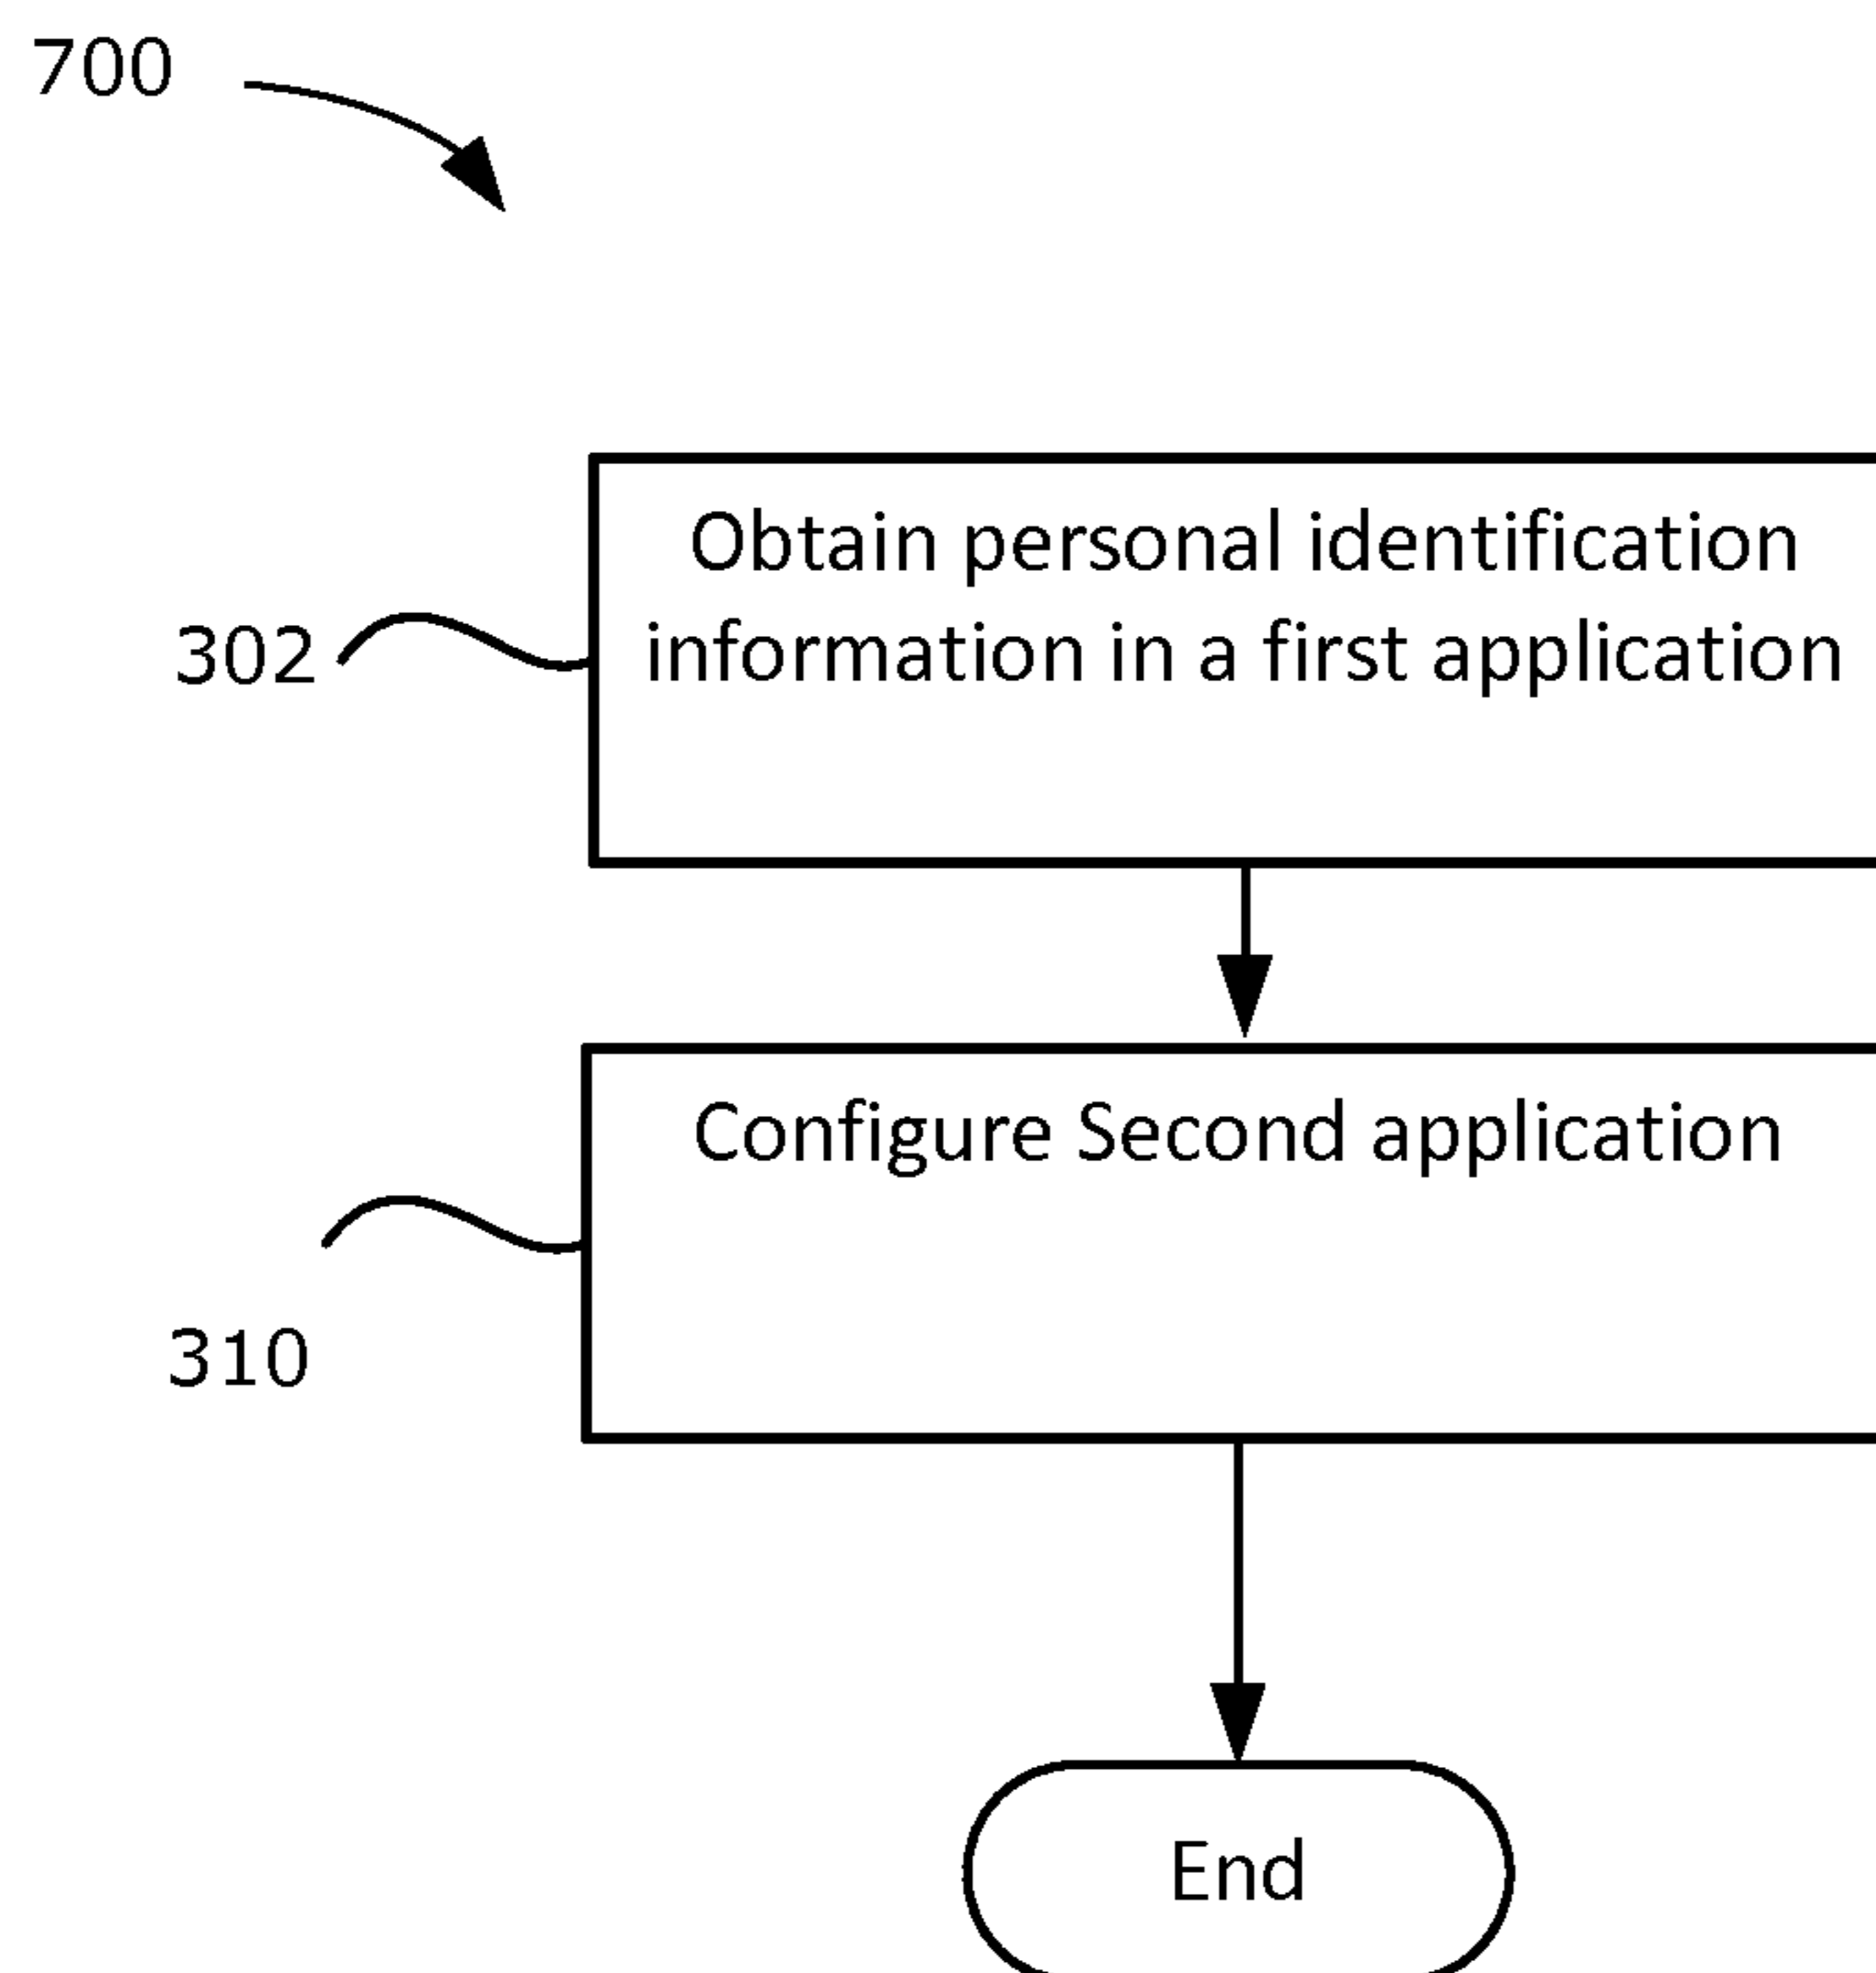 700
Obtain personal identification
information in a first application
302
Configure Second application
310
End